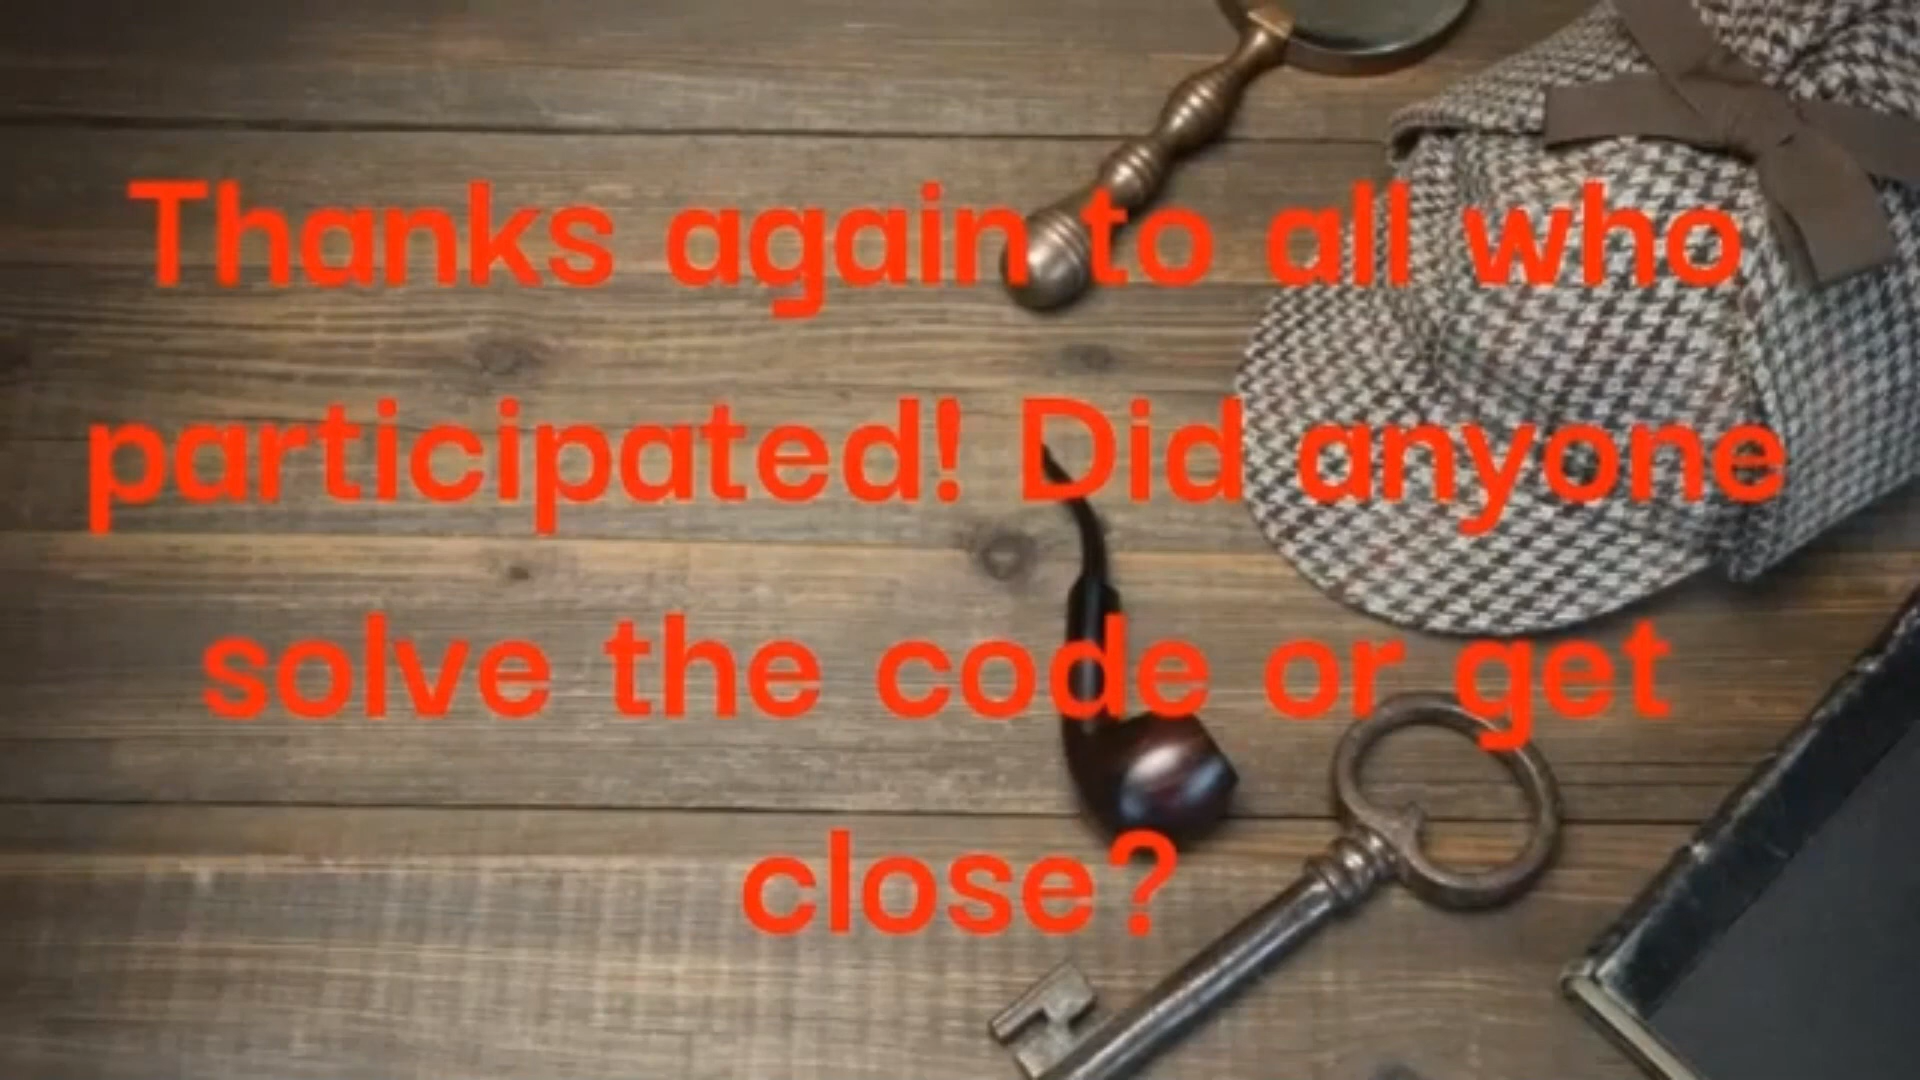 Thanks again to all who
participated! Did anyone
solve the code or get
close?